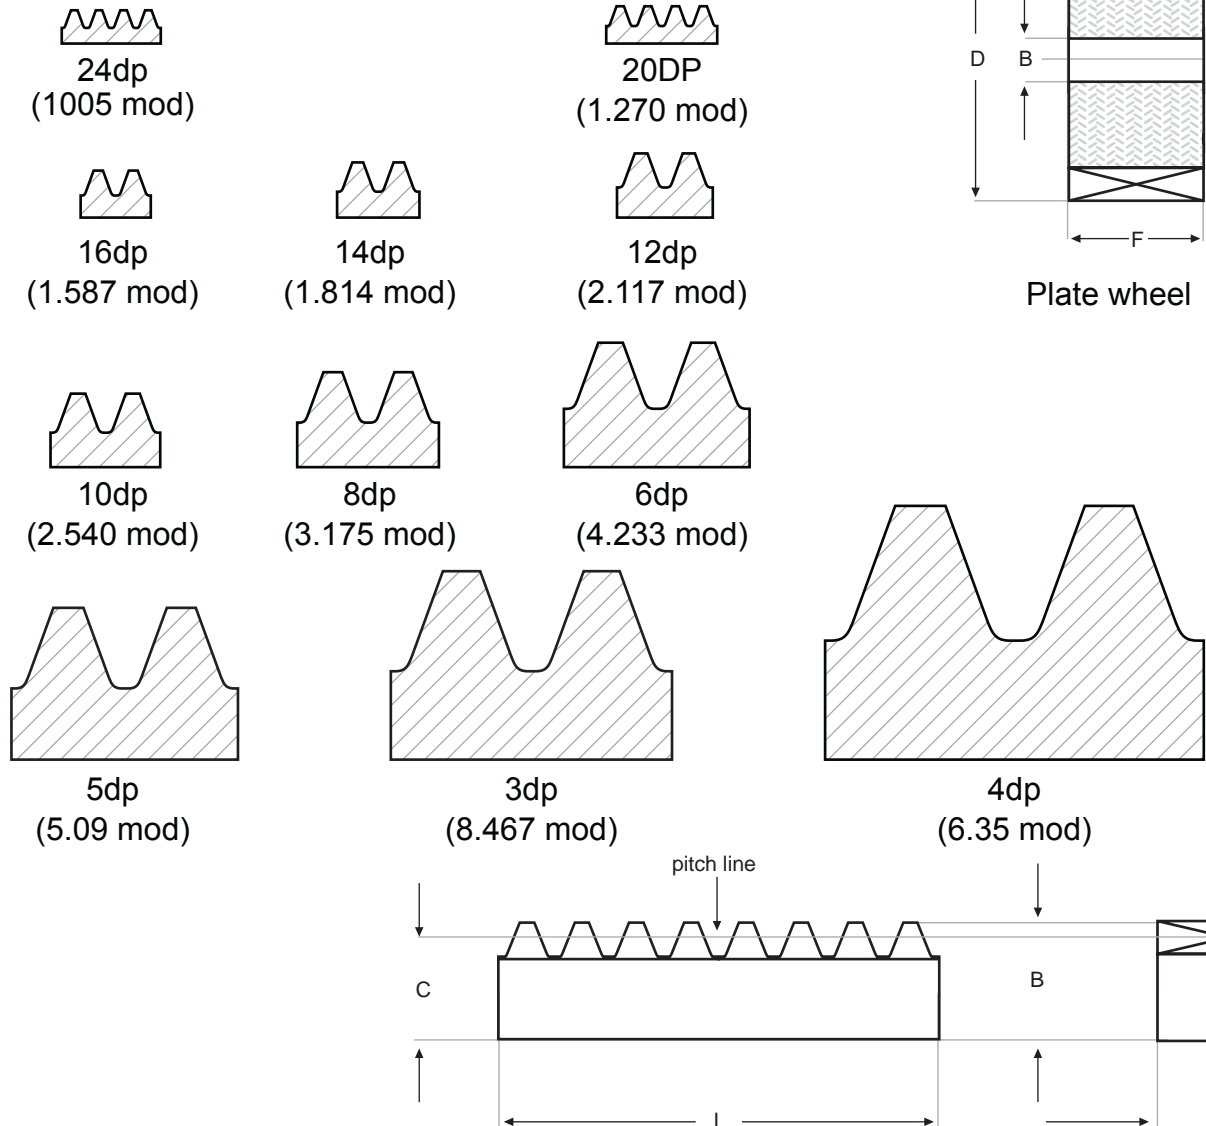 24dp
(1005 mod)
20DP
(1.270 mod)
D
B
16dp
(1.587 mod)
14dp
(1.814 mod)
12dp
(2.117 mod)
F
Plate wheel
10dp
(2.540 mod)
8dp
(3.175 mod)
6dp
(4.233 mod)
5dp
(5.09 mod)
3dp
(8.467 mod)
4dp
(6.35 mod)
pitch line
C
B